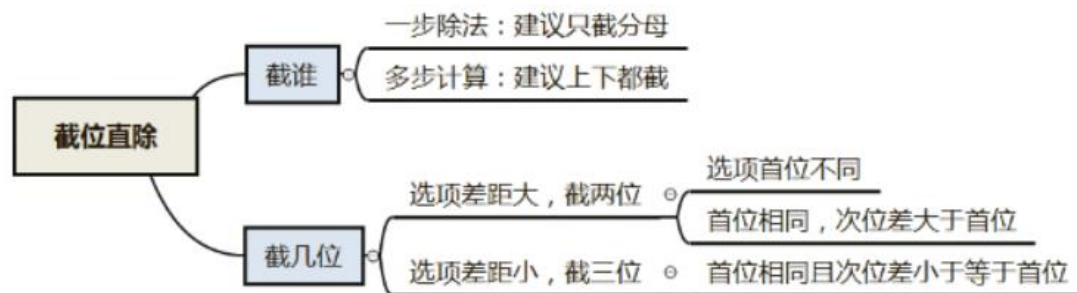 截位直除
截谁
一步除法：建议只截分母
多步计算：建议上下都截
截几位
选项差距大，截两位
选项首位不同
首位相同，次位差大于首位
选项差距小，截三位
首位相同且次位差小于等于首位